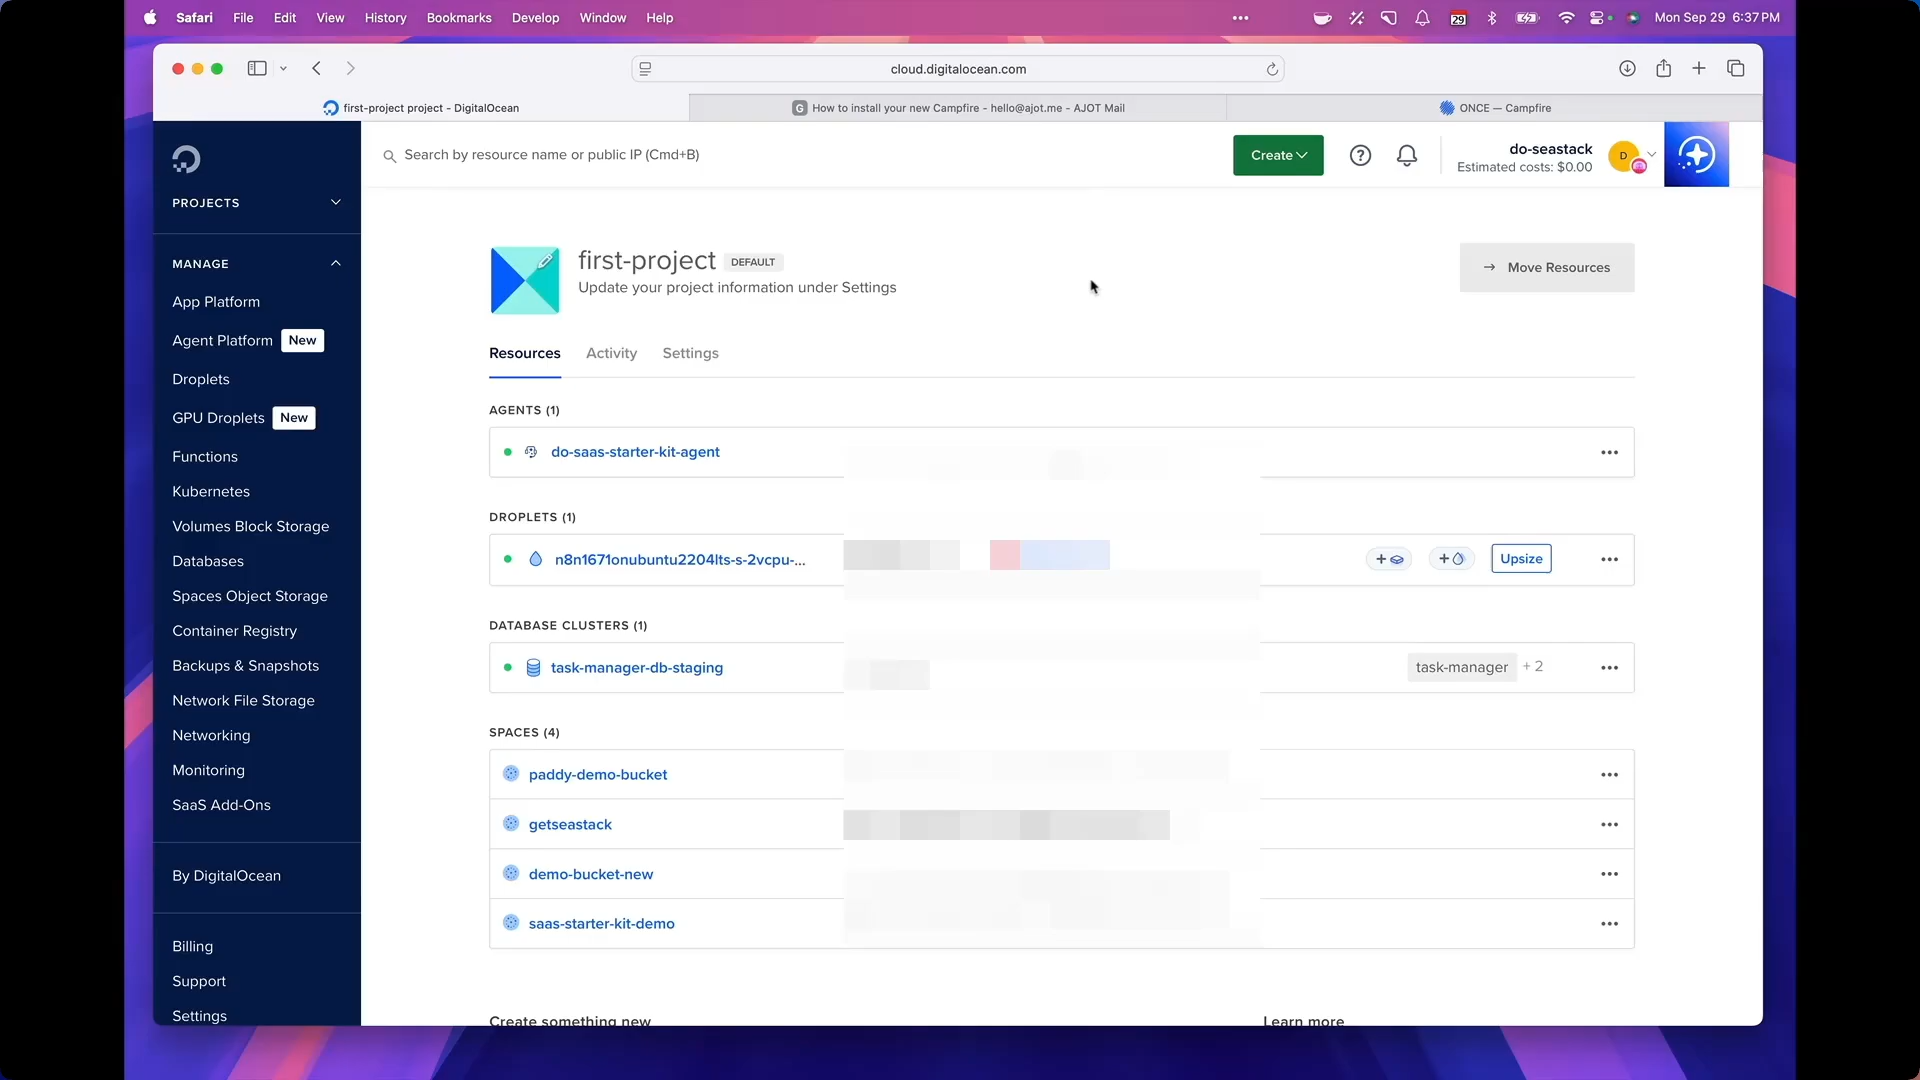 Safari File Edit View History Bookmarks Develop Window Help
29
Mon Sep 29 6:37 PM
cloud.digitalocean.com
first-project project - DigitalOcean
G How to install your new Campfire - hello@ajot.me - AJOT Mail
ONCE — Campfire
Search by resource name or public IP (Cmd+B)
Create
do-seastack
Estimated costs: $0.00
D
PROJECTS
MANAGE
App Platform
Agent Platform New
Droplets
GPU Droplets New
Functions
Kubernetes
Volumes Block Storage
Databases
Spaces Object Storage
Container Registry
Backups & Snapshots
Network File Storage
Networking
Monitoring
SaaS Add-Ons
By DigitalOcean
Billing
Support
Settings
first-project DEFAULT
Update your project information under Settings
→ Move Resources
Resources Activity Settings
AGENTS (1)
do-saas-starter-kit-agent
DROPLETS (1)
n8n1671onubuntu2204lts-s-2vcpu-...
Upsize
DATABASE CLUSTERS (1)
task-manager-db-staging
task-manager + 2
SPACES (4)
paddy-demo-bucket
getseastack
demo-bucket-new
saas-starter-kit-demo
Create something new
Learn more